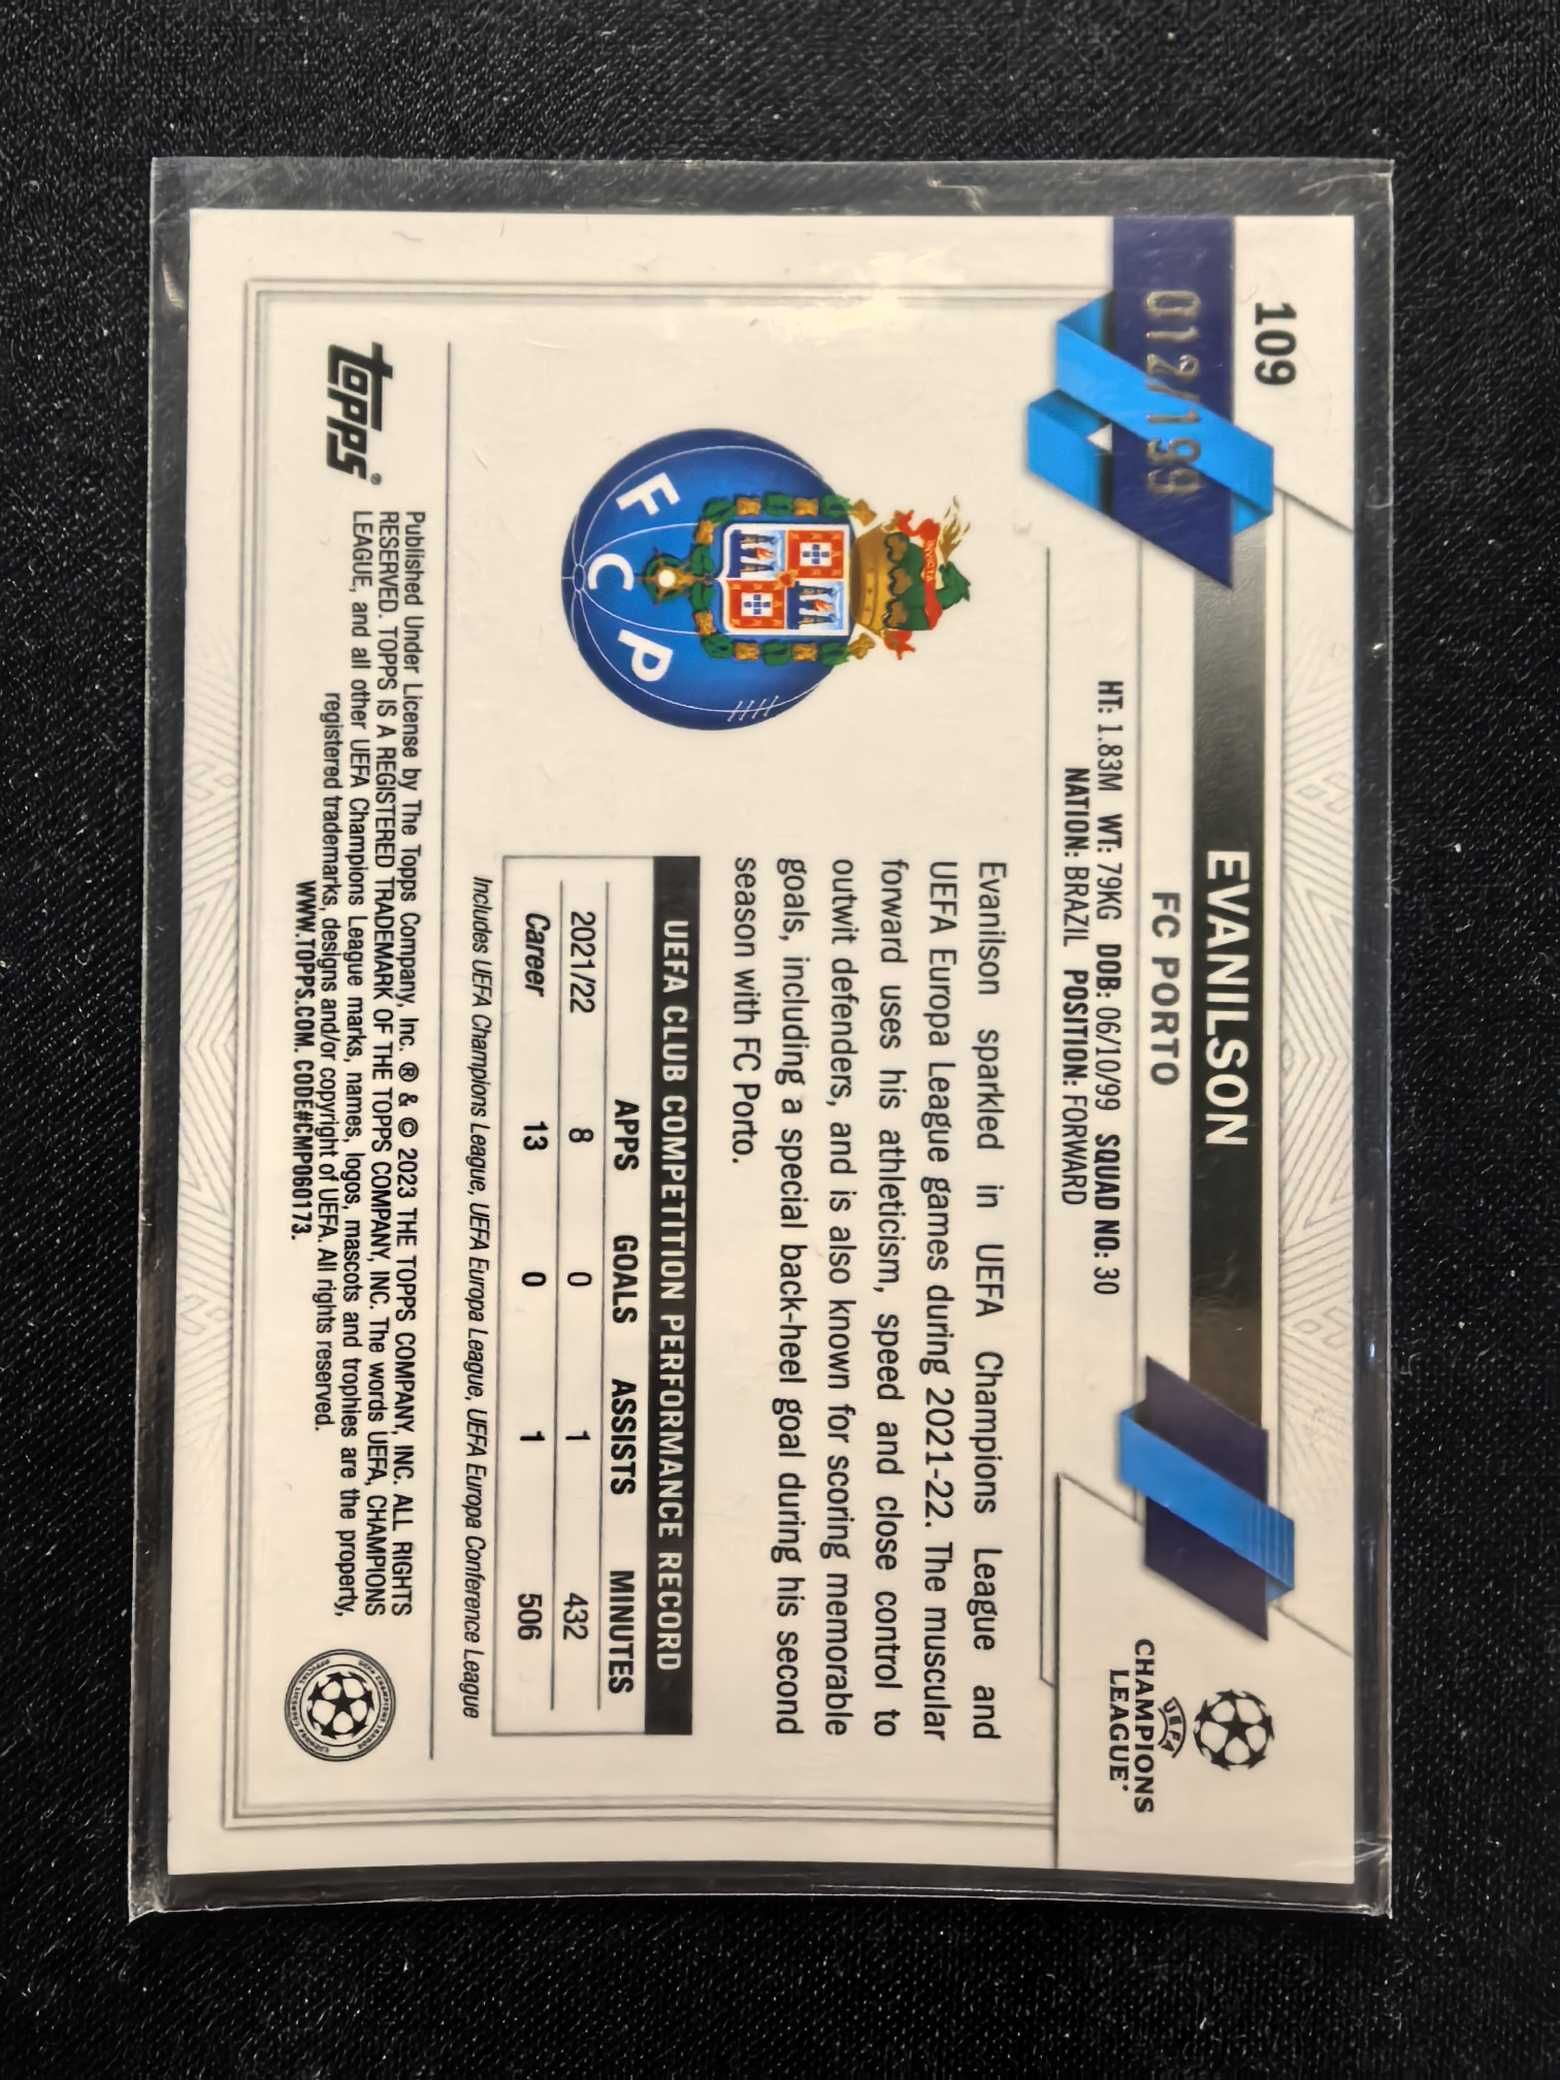 109
012/199
EVANILSON
FC PORTO
HT: 1.83M WT: 79KG DOB: 06/10/99 SQUAD NO: 30
NATION: BRAZIL POSITION: FORWARD
UEFA
CHAMPIONS
LEAGUE
INVICTA
FCP
Evanilson sparkled in UEFA Champions League and
UEFA Europa League games during 2021-22. The muscular
forward uses his athleticism, speed and close control to
outwit defenders, and is also known for scoring memorable
goals, including a special back-heel goal during his second
season with FC Porto.
UEFA CLUB COMPETITION PERFORMANCE RECORD
APPS GOALS ASSISTS MINUTES
2021/22 8 0 1 432
Career 13 0 1 506
Includes UEFA Champions League, UEFA Europa League, UEFA Europa Conference League
topps®
Published Under License by The Topps Company, Inc. ® & © 2023 THE TOPPS COMPANY, INC. ALL RIGHTS
RESERVED. TOPPS IS A REGISTERED TRADEMARK OF THE TOPPS COMPANY, INC. The words UEFA, CHAMPIONS
LEAGUE, and all other UEFA Champions League marks, names, logos, mascots and trophies are the property,
registered trademarks, designs and/or copyright of UEFA. All rights reserved.
WWW.TOPPS.COM. CODE#CMP060173.
UEFA CHAMPIONS LEAGUE
OFFICIAL LICENSED PRODUCT